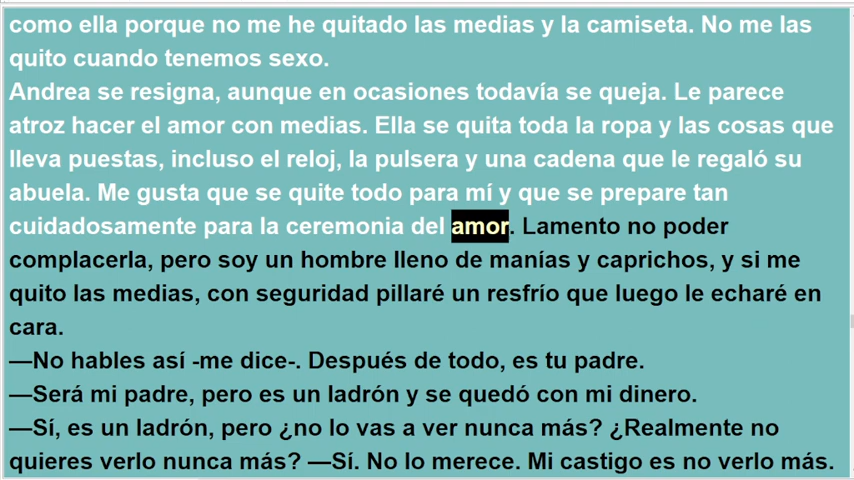 como ella porque no me he quitado las medias y la camiseta. No me las
quito cuando tenemos sexo.
Andrea se resigna, aunque en ocasiones todavía se queja. Le parece
atroz hacer el amor con medias. Ella se quita toda la ropa y las cosas que
lleva puestas, incluso el reloj, la pulsera y una cadena que le regaló su
abuela. Me gusta que se quite todo para mí y que se prepare tan
cuidadosamente para la ceremonia del amor. Lamento no poder
complacerla, pero soy un hombre lleno de manías y caprichos, y si me
quito las medias, con seguridad pillaré un resfrío que luego le echaré en
cara.
—No hables así -me dice-. Después de todo, es tu padre.
—Será mi padre, pero es un ladrón y se quedó con mi dinero.
—Sí, es un ladrón, pero ¿no lo vas a ver nunca más? ¿Realmente no
quieres verlo nunca más? —Sí. No lo merece. Mi castigo es no verlo más.